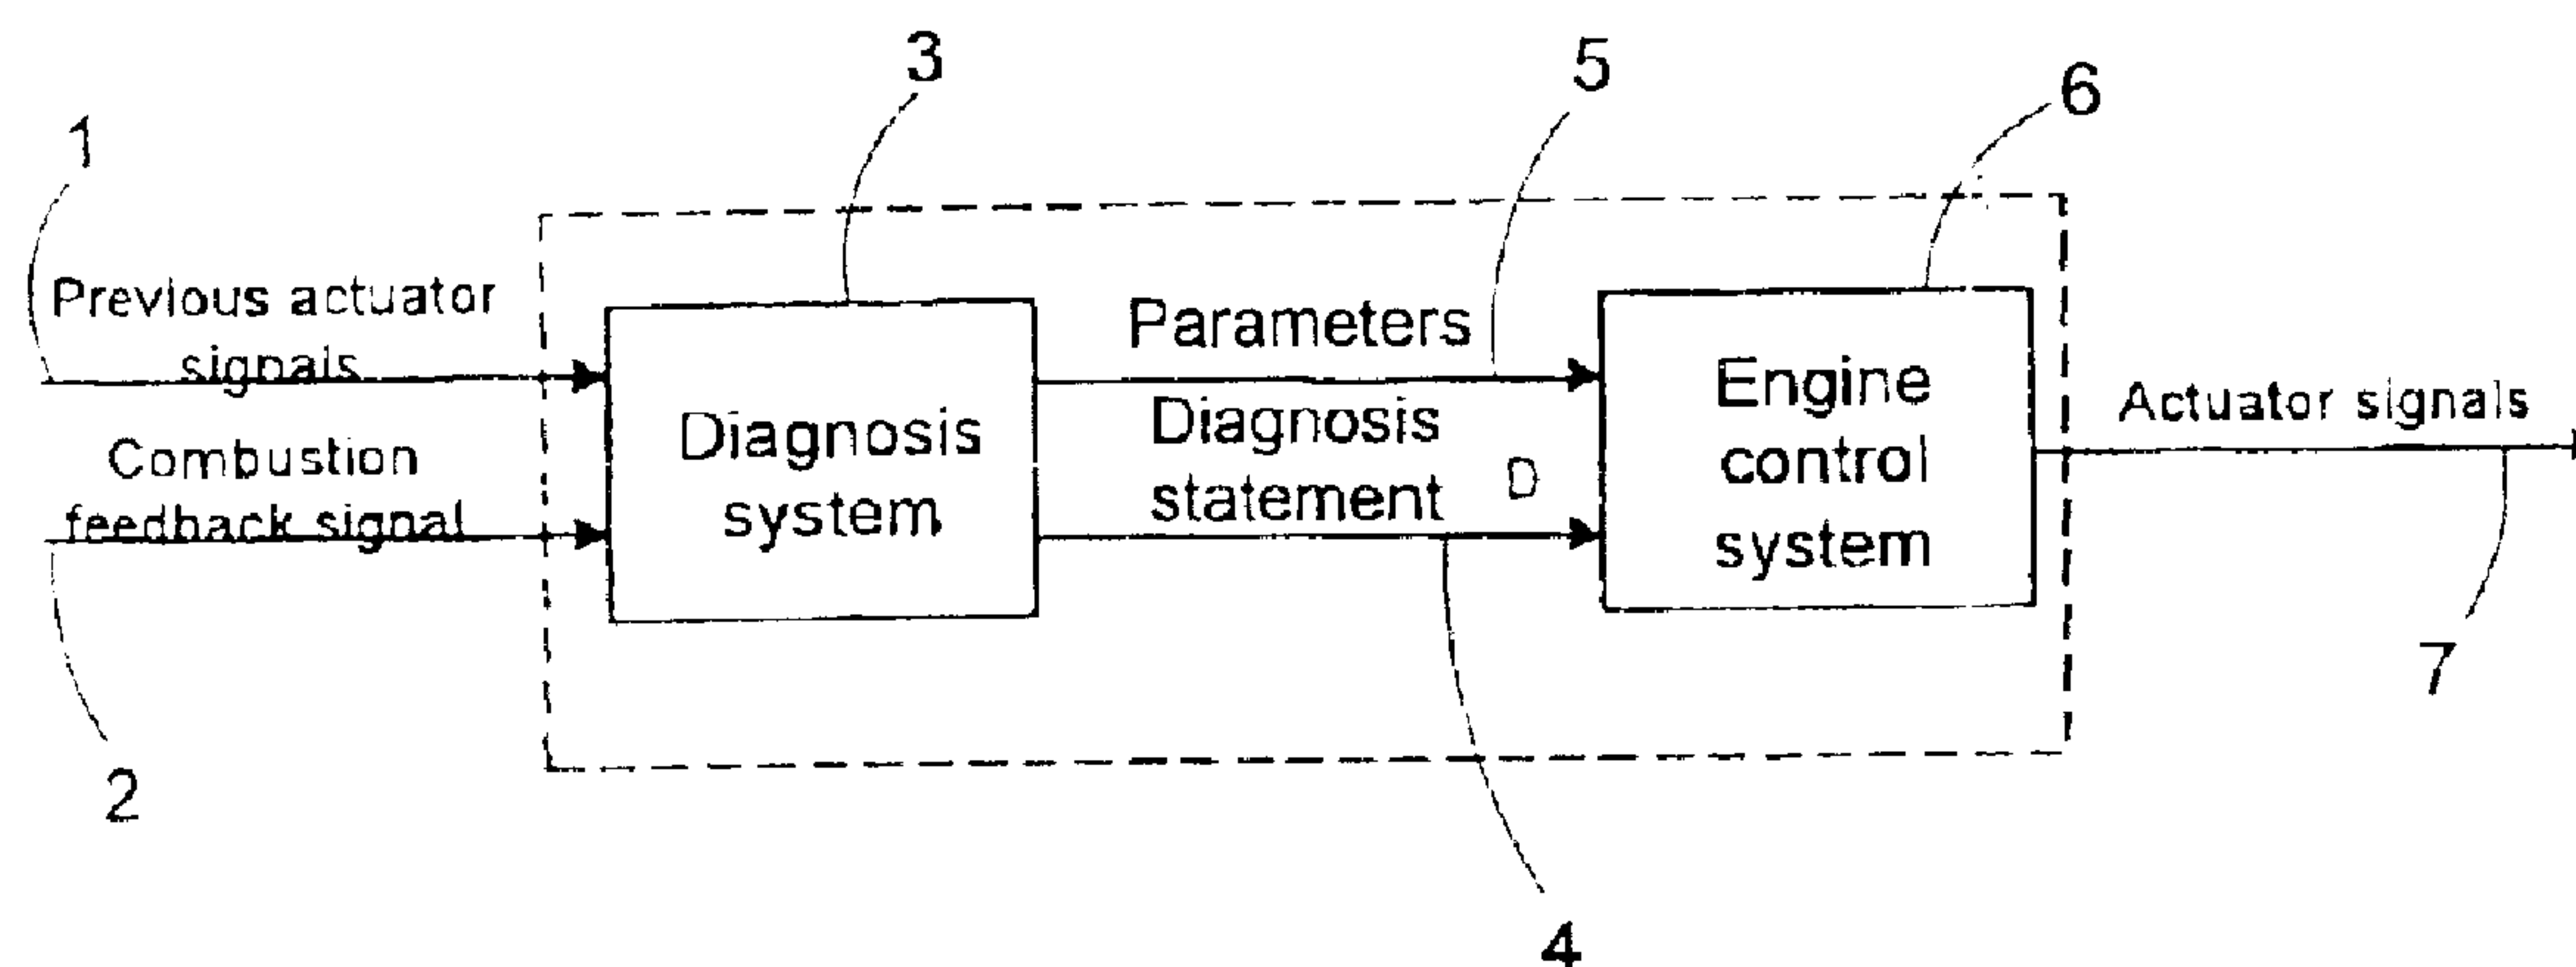 3
5
6
1
Previous actuator
signals
Combustion
feedback signal
Diagnosis
system
Parameters
Diagnosis
statement D
Engine
control
system
Actuator signals
7
2
4